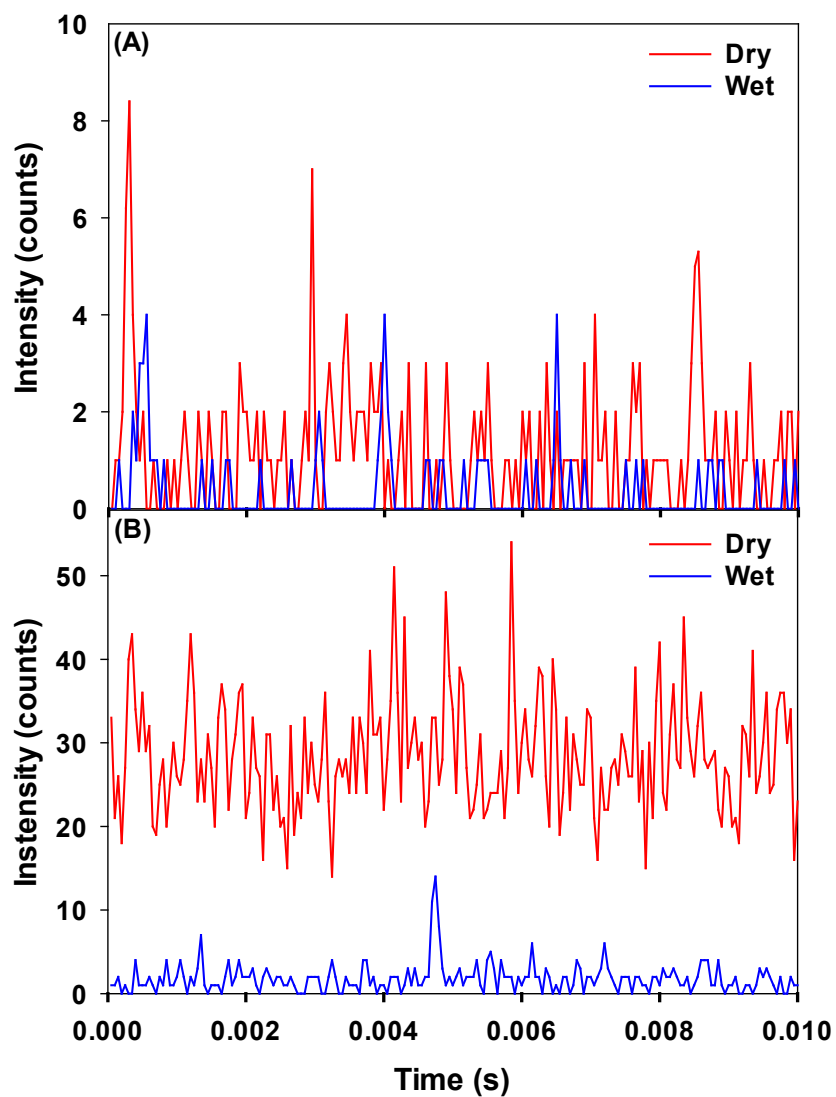 (A)
Dry
Wet
10
8
6
4
2
0
Intensity (counts)
(B)
Dry
Wet
50
40
30
20
10
0
Instensity (counts)
0.000 0.002 0.004 0.006 0.008 0.010
Time (s)